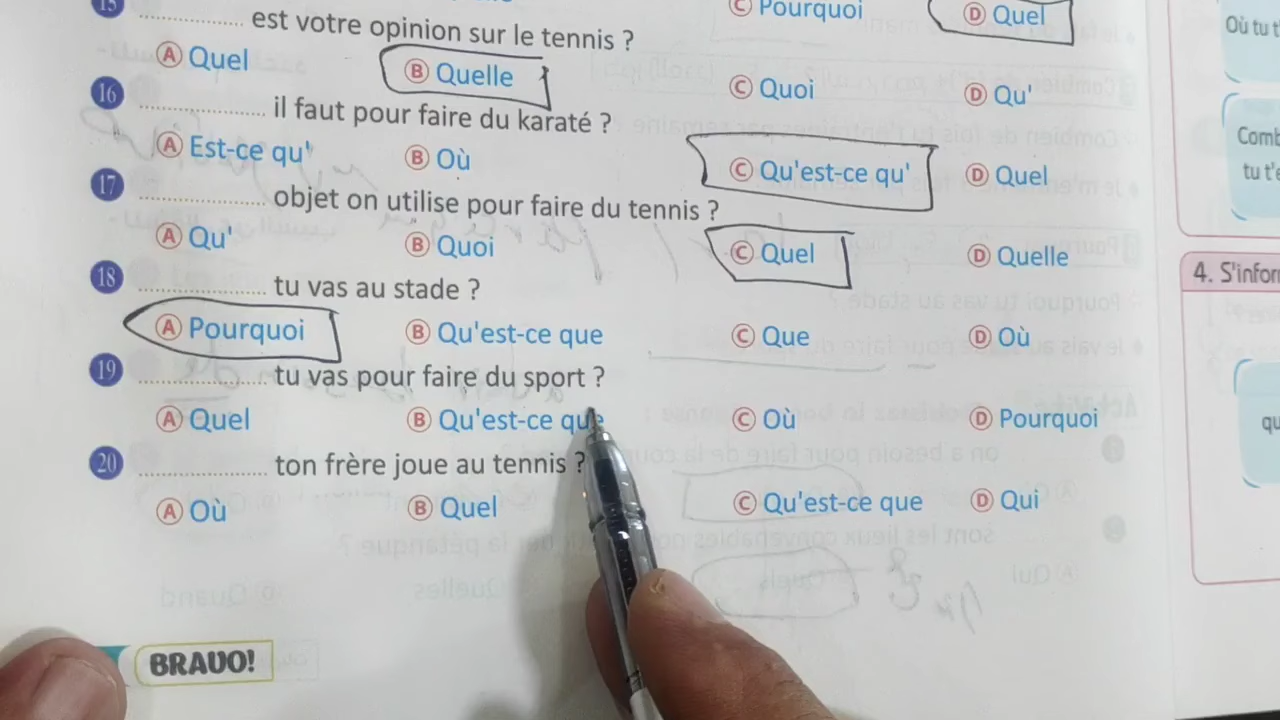 15 .................. est votre opinion sur le tennis ?
C Pourquoi D Quel
A Quel B Quelle C Quoi D Qu'
16 .................. il faut pour faire du karaté ?
A Est-ce qu' B Où C Qu'est-ce qu' D Quel
17 .................. objet on utilise pour faire du tennis ?
A Qu' B Quoi C Quel D Quelle
18 .................. tu vas au stade ?
A Pourquoi B Qu'est-ce que C Que D Où
19 .................. tu vas pour faire du sport ?
A Quel B Qu'est-ce que C Où D Pourquoi
20 .................. ton frère joue au tennis ?
A Où B Quel C Qu'est-ce que D Qui
BRAVO!
Où tu t
Comb
tu t'e
4. S'infor
qu